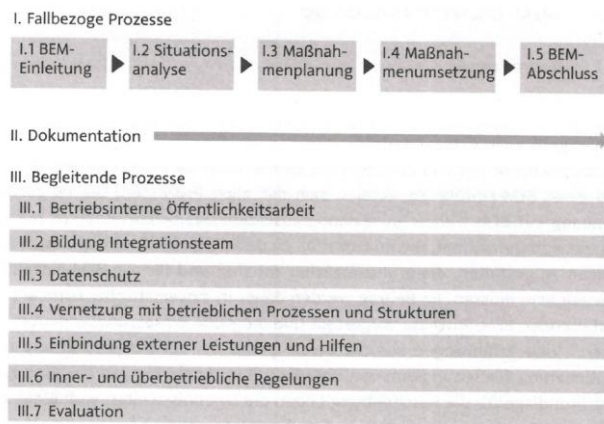 I. Fallbezoge Prozesse
I.1 BEM-
Einleitung
I.2 Situations-
analyse
I.3 Maßnah-
menplanung
I.4 Maßnah-
menumsetzung
I.5 BEM-
Abschluss
II. Dokumentation
III. Begleitende Prozesse
III.1 Betriebsinterne Öffentlichkeitsarbeit
III.2 Bildung Integrationsteam
III.3 Datenschutz
III.4 Vernetzung mit betrieblichen Prozessen und Strukturen
III.5 Einbindung externer Leistungen und Hilfen
III.6 Inner- und überbetriebliche Regelungen
III.7 Evaluation